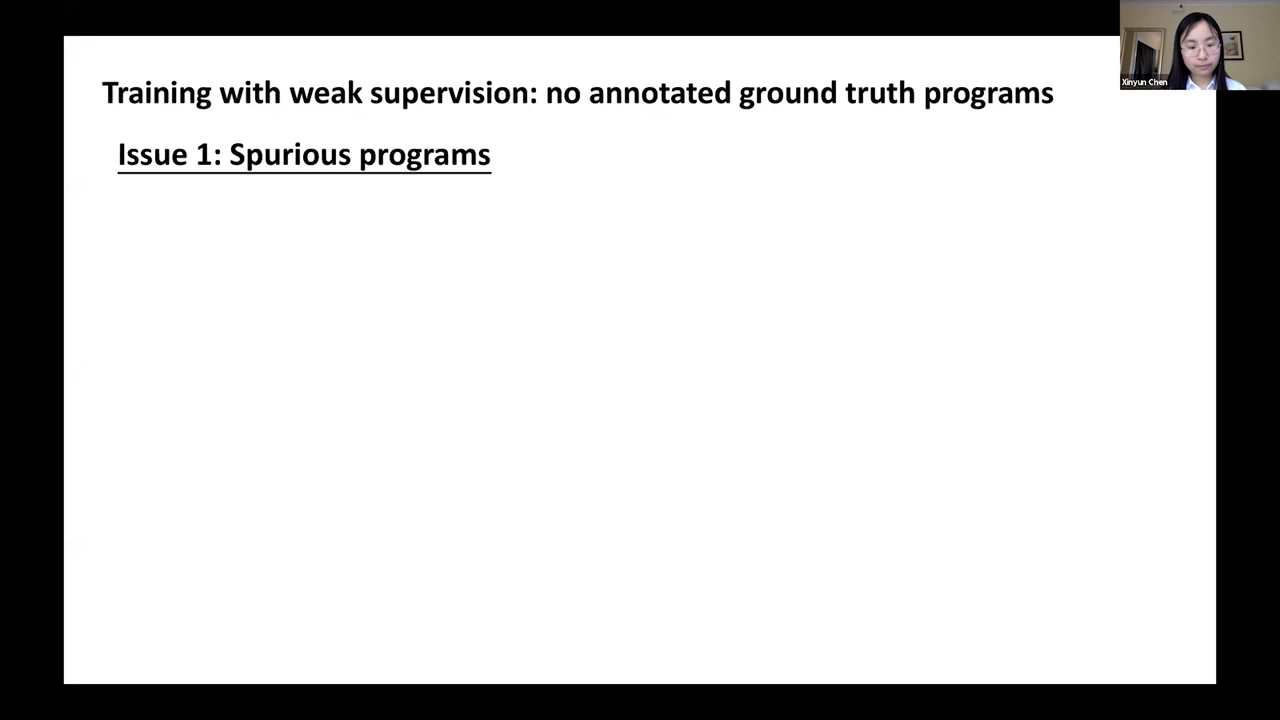 Training with weak supervision: no annotated ground truth programs
Issue 1: Spurious programs
Xinyun Chen